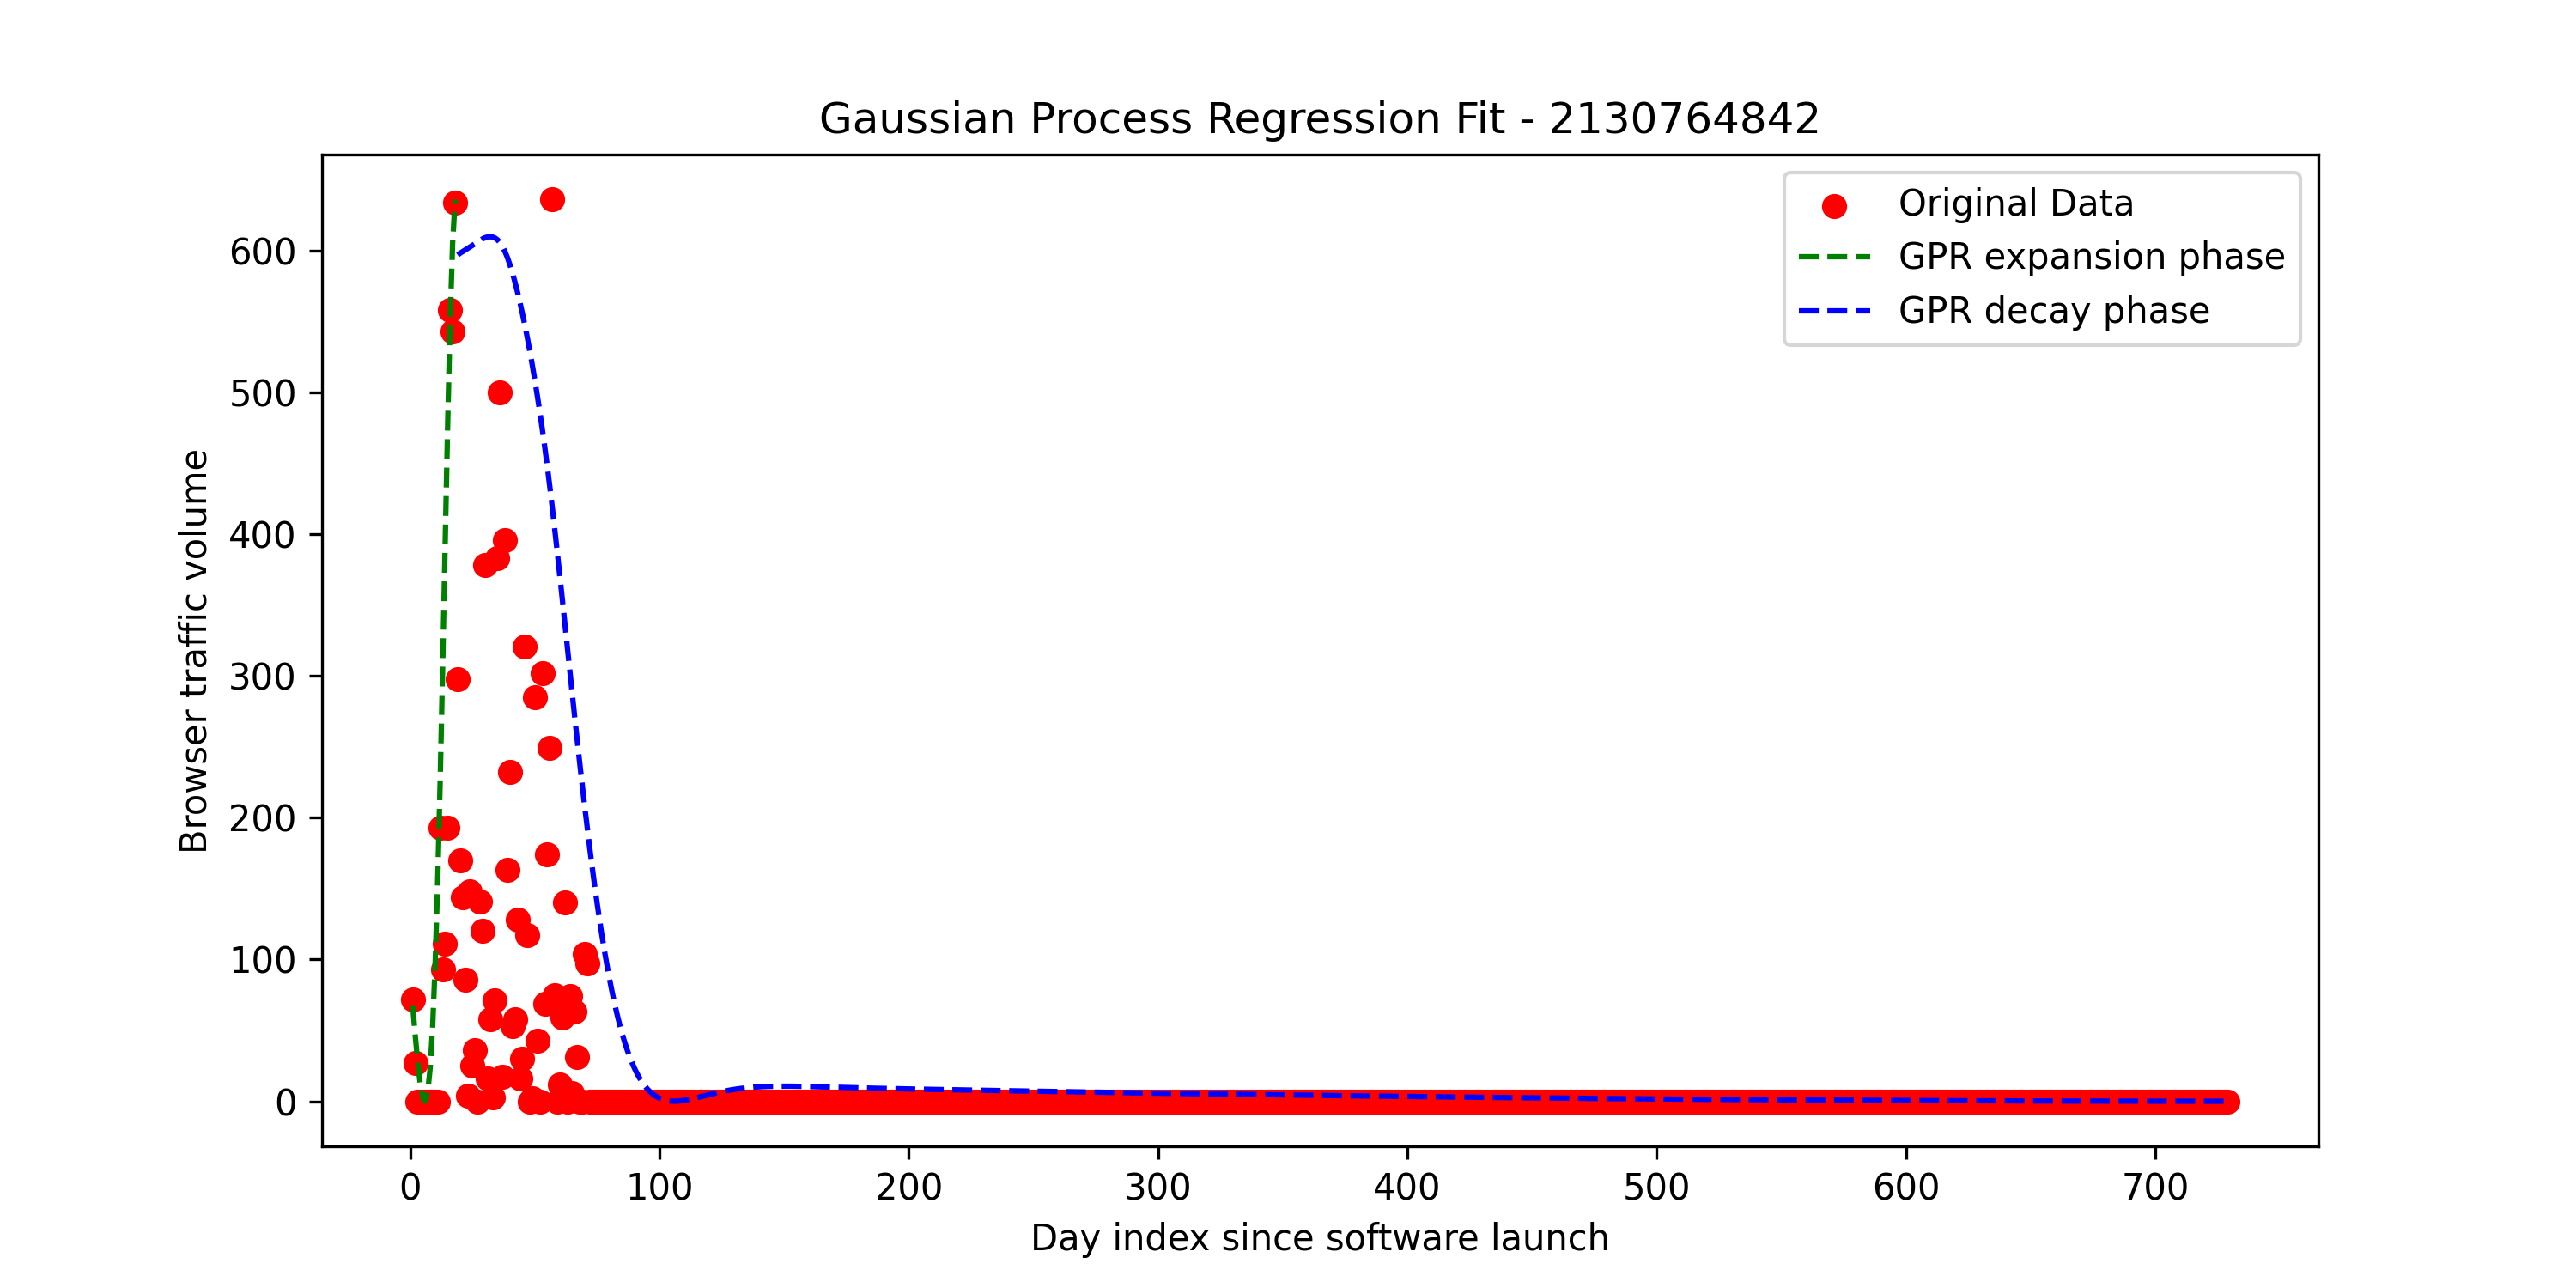 Gaussian Process Regression Fit - 2130764842
Original Data
GPR expansion phase
GPR decay phase
Browser traffic volume
600
500
400
300
200
100
0
0 100 200 300 400 500 600 700
Day index since software launch